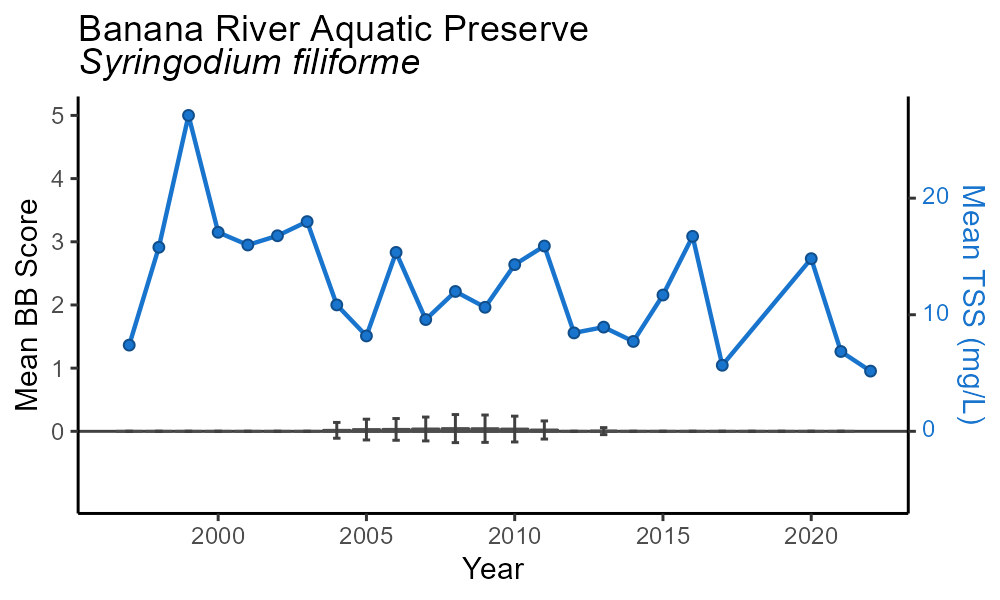 Banana River Aquatic Preserve
Syringodium filiforme
5
4
3
2
1
0
Mean BB Score
20
10
0
Mean TSS (mg/L)
2000
2005
2010
2015
2020
Year